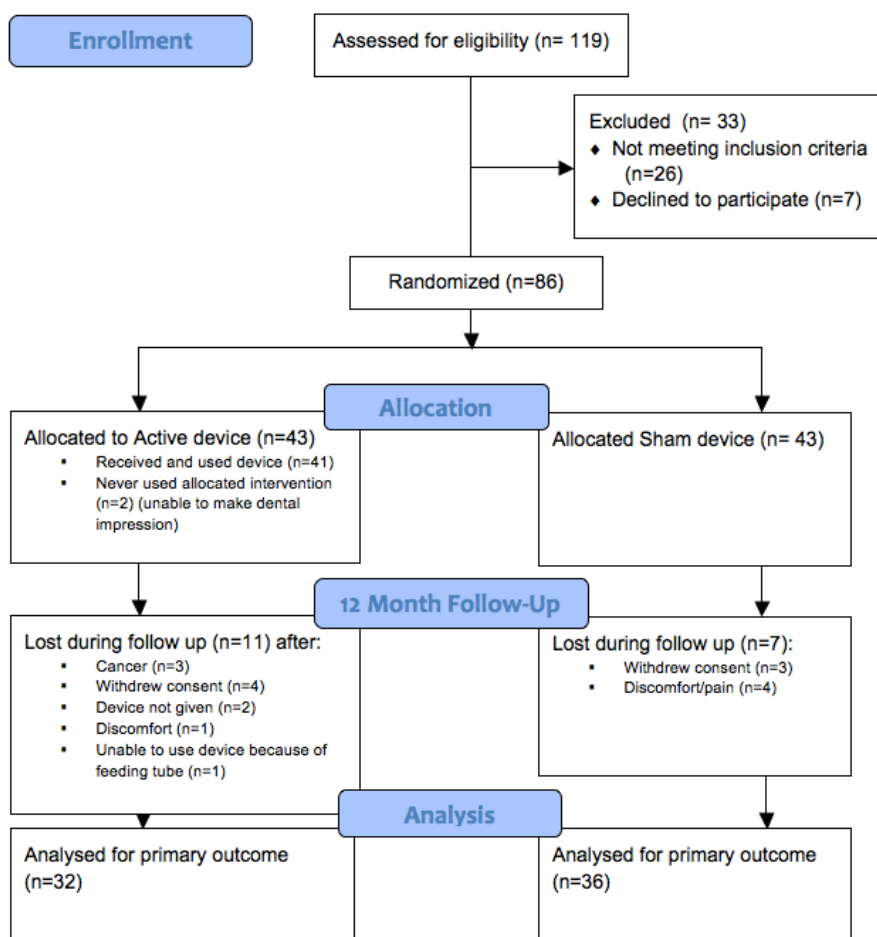 Enrollment
Assessed for eligibility (n= 119)
Excluded (n= 33)
♦ Not meeting inclusion criteria
(n=26)
♦ Declined to participate (n=7)
Randomized (n=86)
Allocation
Allocated to Active device (n=43)
▪ Received and used device (n=41)
▪ Never used allocated intervention
(n=2) (unable to make dental
impression)
Allocated Sham device (n= 43)
12 Month Follow-Up
Lost during follow up (n=11) after:
▪ Cancer (n=3)
▪ Withdrew consent (n=4)
▪ Device not given (n=2)
▪ Discomfort (n=1)
▪ Unable to use device because of
feeding tube (n=1)
Lost during follow up (n=7):
▪ Withdrew consent (n=3)
▪ Discomfort/pain (n=4)
Analysis
Analysed for primary outcome
(n=32)
Analysed for primary outcome
(n=36)